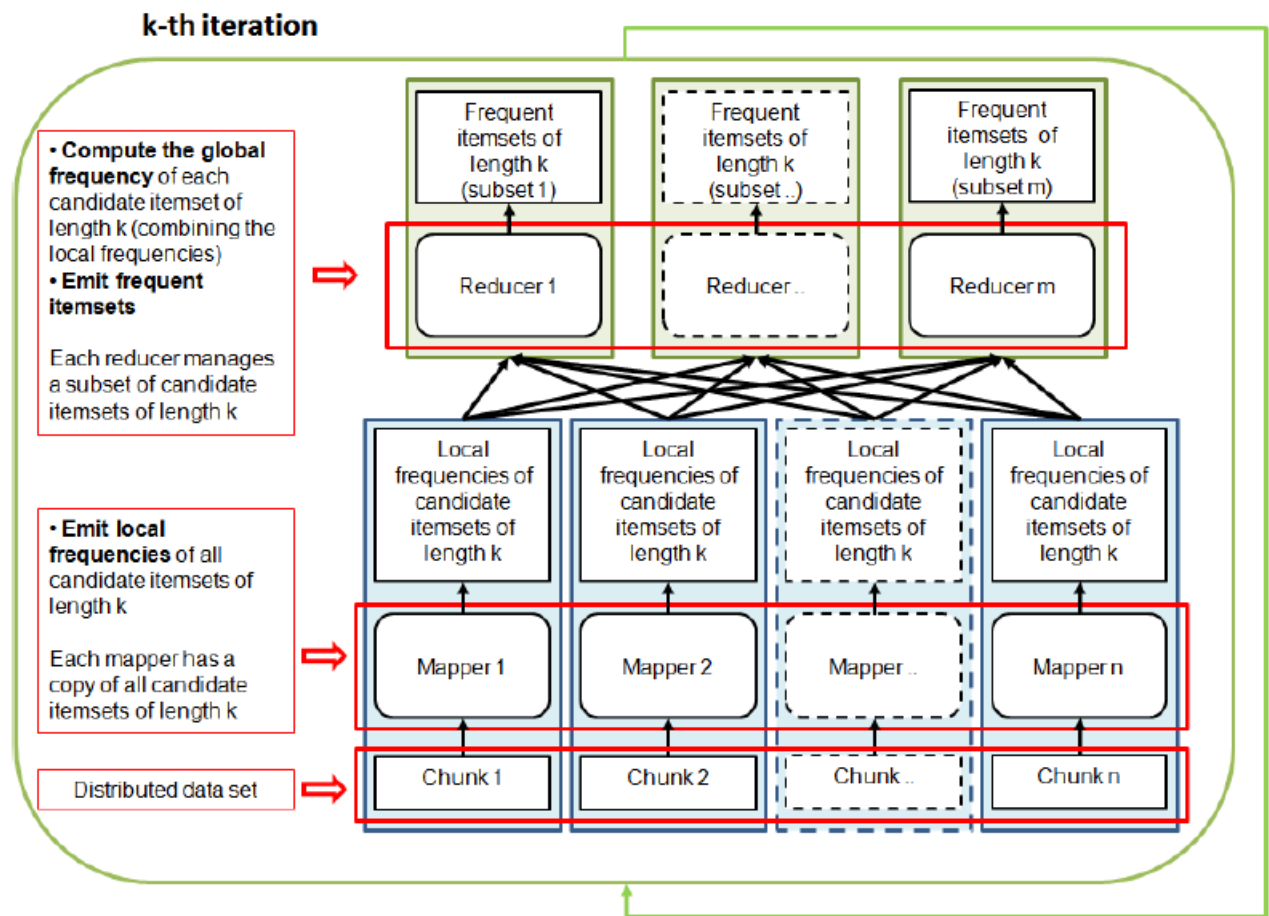 k-th iteration
Frequent
itemsets of
length k
(subset 1)
Frequent
itemsets of
length k
(subset ..)
Frequent
itemsets of
length k
(subset m)
• Compute the global
frequency of each
candidate itemset of
length k (combining the
local frequencies)
• Emit frequent
itemsets
Each reducer manages
a subset of candidate
itemsets of length k
Reducer 1
Reducer ..
Reducer m
Local
frequencies of
candidate
itemsets of
length k
Local
frequencies of
candidate
itemsets of
length k
Local
frequencies of
candidate
itemsets of
length k
Local
frequencies of
candidate
itemsets of
length k
• Emit local
frequencies of all
candidate itemsets of
length k
Each mapper has a
copy of all candidate
itemsets of length k
Mapper 1
Mapper 2
Mapper ..
Mapper n
Distributed data set
Chunk 1
Chunk 2
Chunk ..
Chunk n